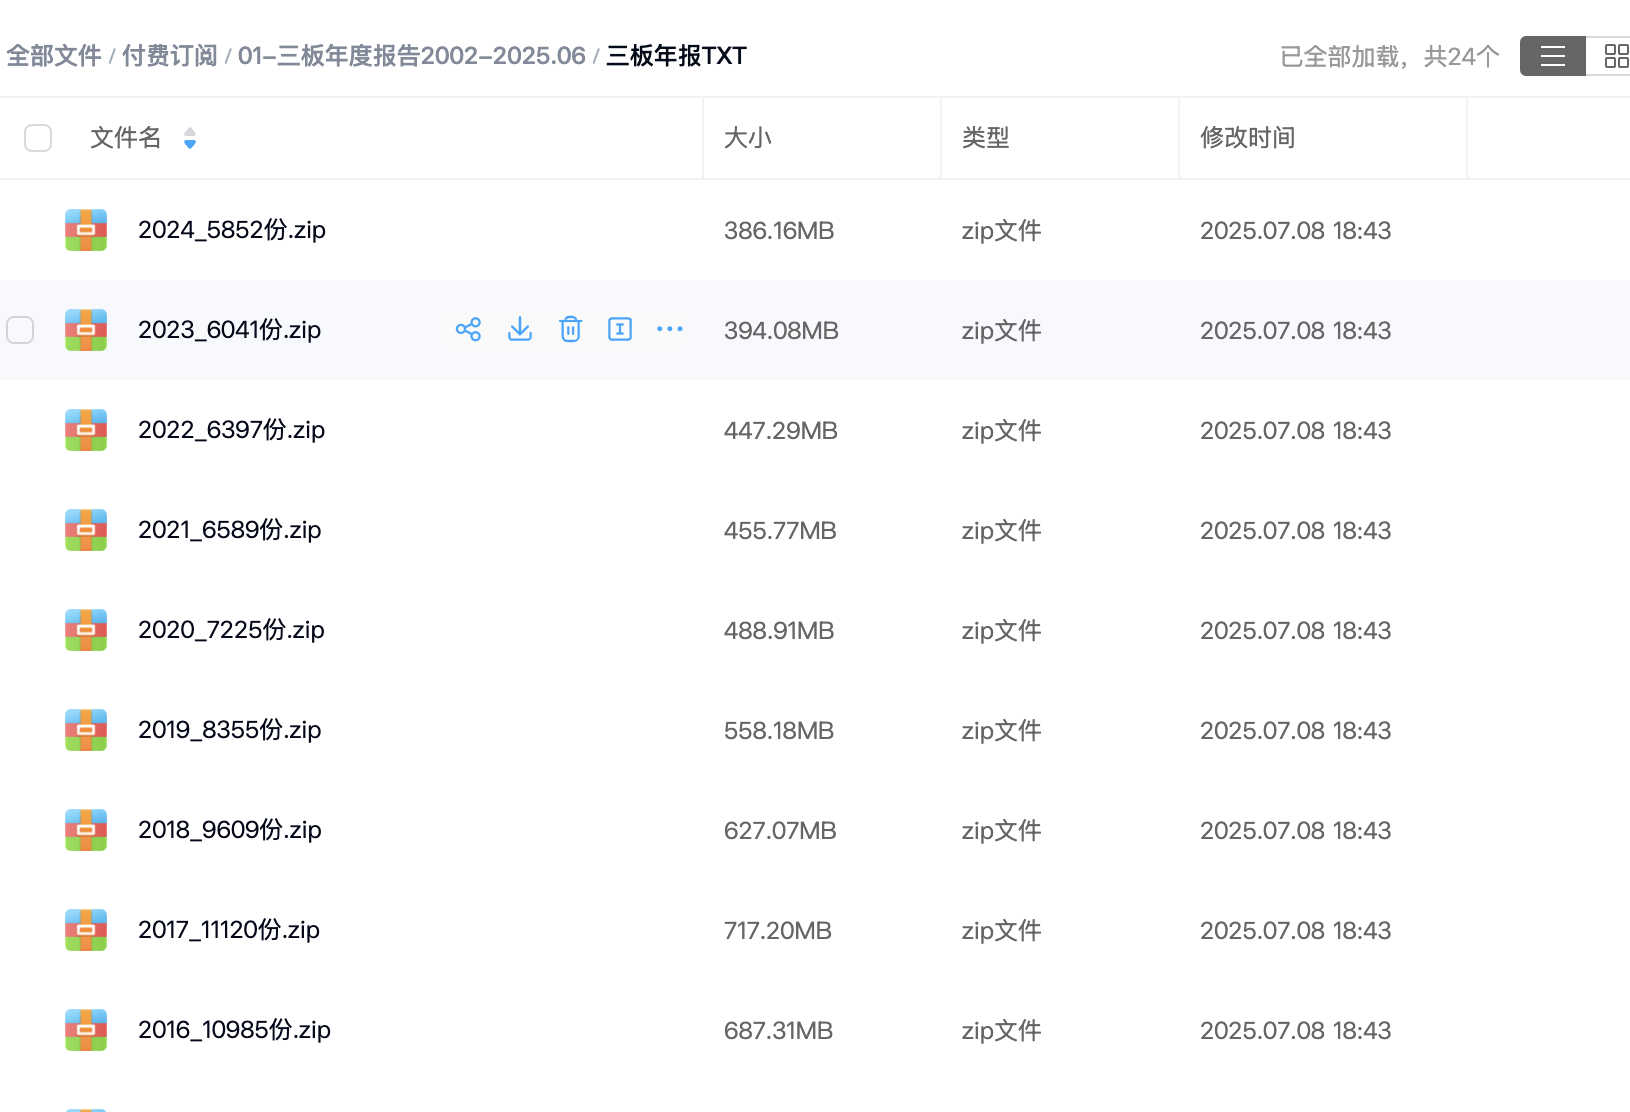 全部文件 / 付费订阅 / 01-三板年度报告2002-2025.06 / 三板年报TXT 已全部加载，共24个
文件名 大小 类型 修改时间
2024_5852份.zip 386.16MB zip文件 2025.07.08 18:43
2023_6041份.zip 394.08MB zip文件 2025.07.08 18:43
2022_6397份.zip 447.29MB zip文件 2025.07.08 18:43
2021_6589份.zip 455.77MB zip文件 2025.07.08 18:43
2020_7225份.zip 488.91MB zip文件 2025.07.08 18:43
2019_8355份.zip 558.18MB zip文件 2025.07.08 18:43
2018_9609份.zip 627.07MB zip文件 2025.07.08 18:43
2017_11120份.zip 717.20MB zip文件 2025.07.08 18:43
2016_10985份.zip 687.31MB zip文件 2025.07.08 18:43